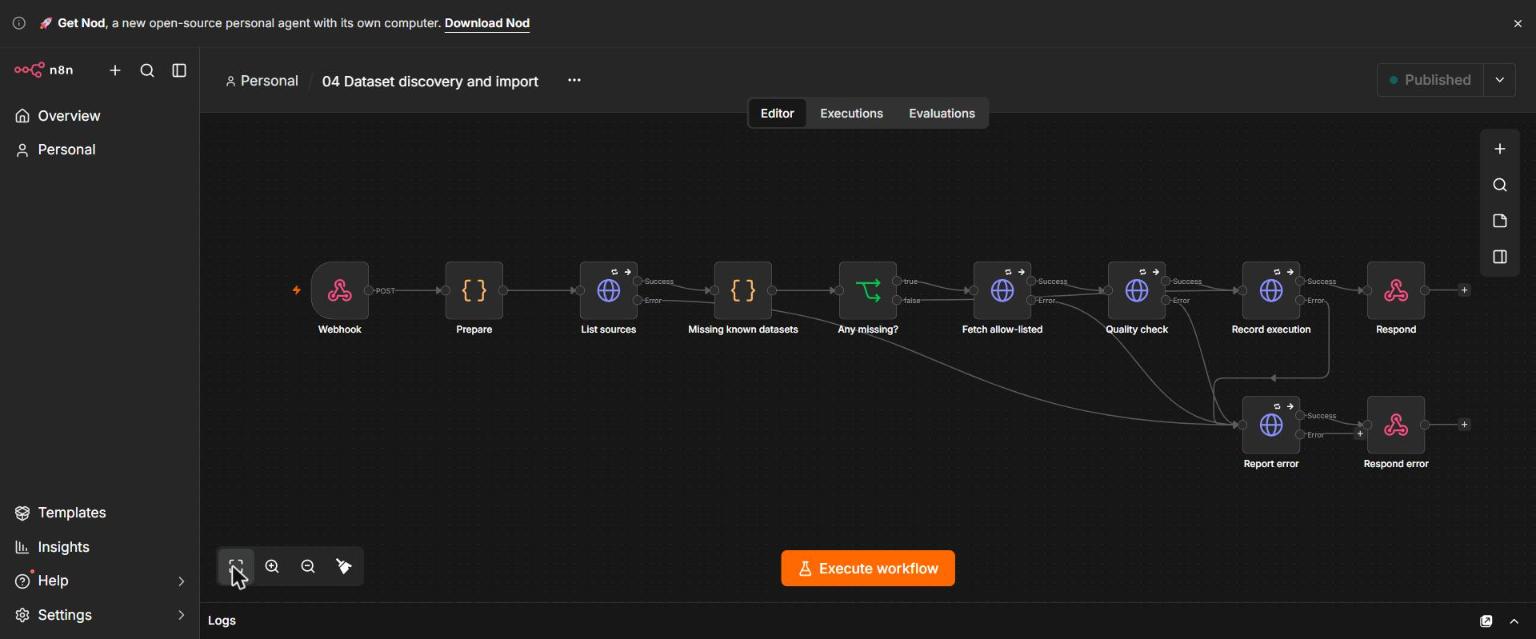 🚀 Get Nod, a new open-source personal agent with its own computer. Download Nod
n8n
Personal / 04 Dataset discovery and import
Published
Editor Executions Evaluations
Overview
Personal
POST
Success
Error
true
false
Success
Error
Success
Error
Success
Error
Webhook
Prepare
List sources
Missing known datasets
Any missing?
Fetch allow-listed
Quality check
Record execution
Respond
Success
Error
Report error
Respond error
Templates
Insights
Help
Settings
Execute workflow
Logs